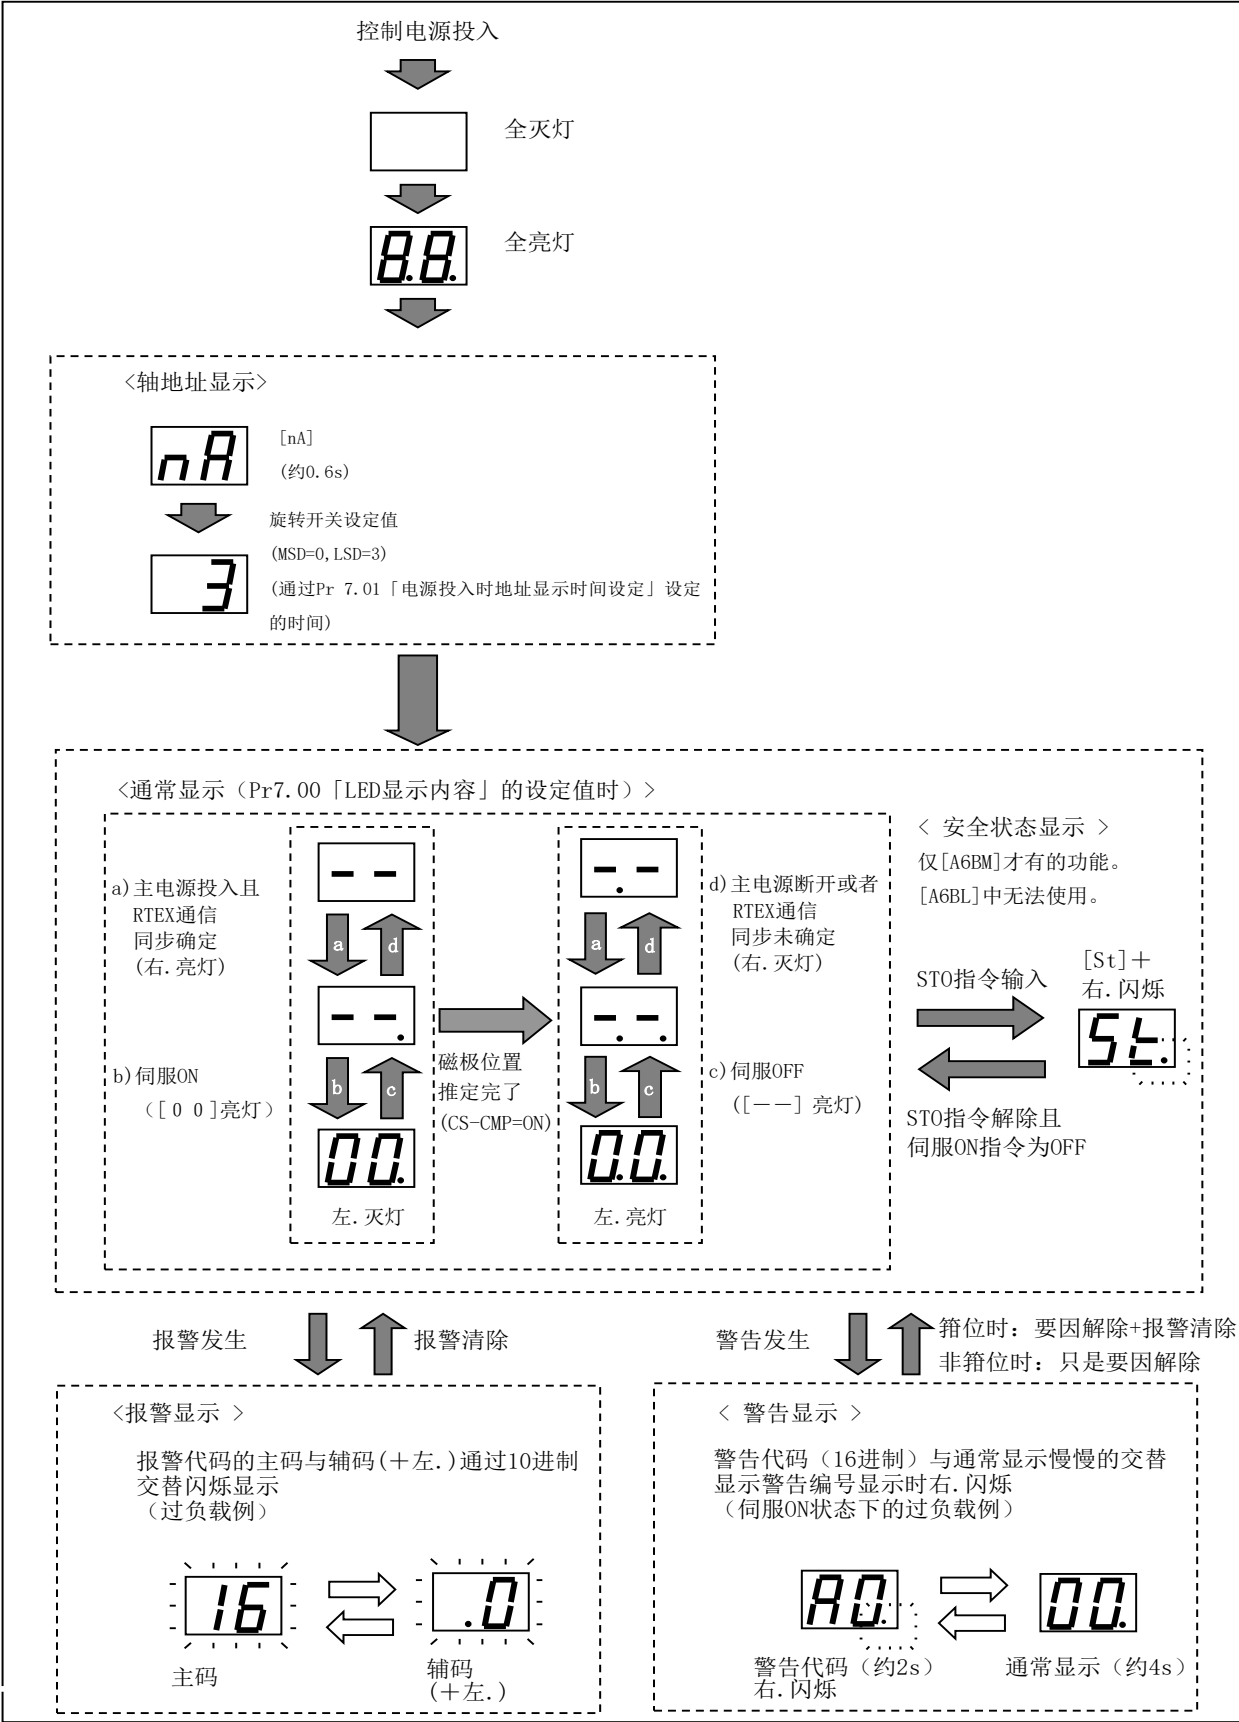 控制电源投入
全灭灯
8.8.
全亮灯
<轴地址显示>
nA
[nA]
(约0.6s)
旋转开关设定值
(MSD=0,LSD=3)
3
(通过Pr 7.01「电源投入时地址显示时间设定」设定
的时间)
<通常显示（Pr7.00「LED显示内容」的设定值时）>
a)主电源投入且
RTEX通信
同步确定
(右.亮灯)
b)伺服ON
（[ 0 0 ]亮灯）
- -
a
d
- -.
b
c
00.
左.灭灯
磁极位置
推定完了
(CS-CMP=ON)
-. -
a
d
-. -.
b
c
0.0.
左.亮灯
d)主电源断开或者
RTEX通信
同步未确定
(右.灭灯)
c)伺服OFF
([——] 亮灯)
< 安全状态显示 >
仅[A6BM]才有的功能。
[A6BL]中无法使用。
STO指令输入
[St]＋
右.闪烁
St.
STO指令解除且
伺服ON指令为OFF
报警发生
报警清除
警告发生
箝位时：要因解除+报警清除
非箝位时：只是要因解除
<报警显示 >
报警代码的主码与辅码(＋左.)通过10进制
交替闪烁显示
（过负载例）
16
.0
主码
辅码
(＋左.)
< 警告显示 >
警告代码（16进制）与通常显示慢慢的交替
显示警告编号显示时右.闪烁
（伺服ON状态下的过负载例）
A0.
00.
警告代码（约2s）
右.闪烁
通常显示（约4s）